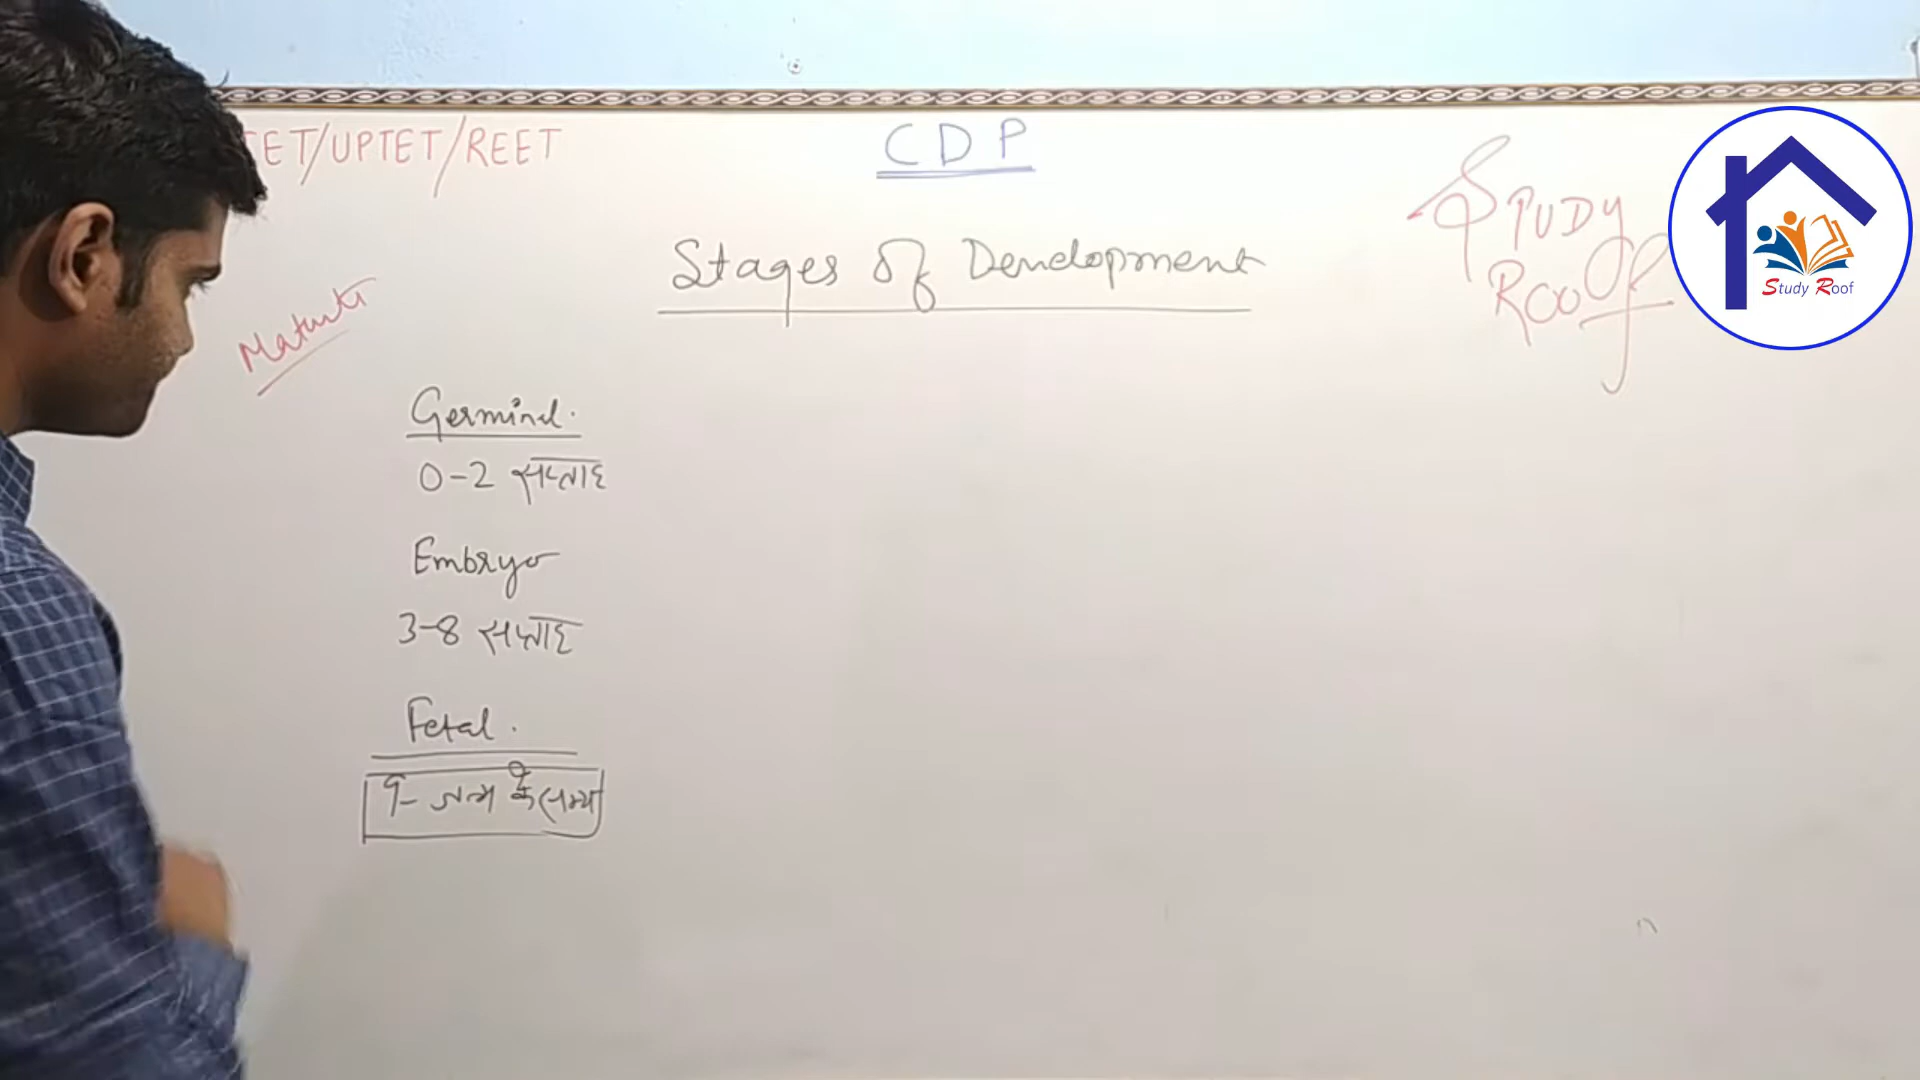 CET/UPTET/REET
CDP
STUDY
ROOF
Study Roof
Stages Of Development
Maturity
Germinal.
0-2 सप्ताह
Embryo
3-8 सप्ताह
Fetal.
9- जन्म के समय